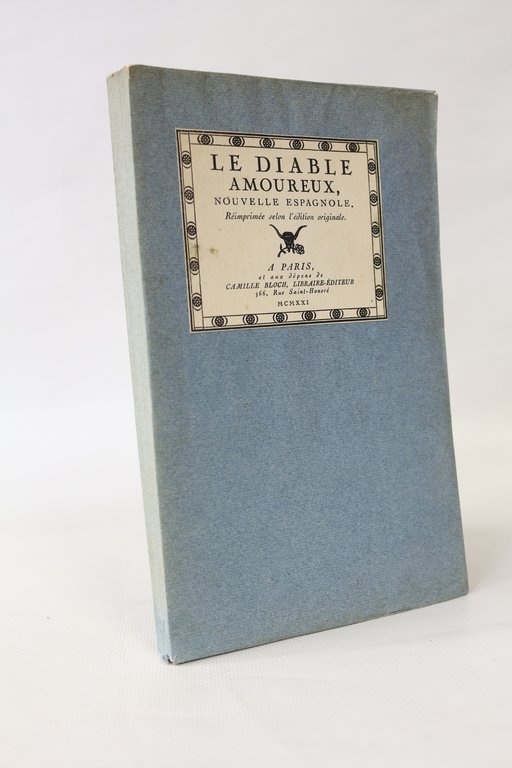 LE DIABLE
AMOUREUX,
NOUVELLE ESPAGNOLE.
Réimprimée selon l'édition originale.
A PARIS,
et aux dépens de
CAMILLE BLOCH, LIBRAIRE-ÉDITEUR
366, Rue Saint-Honoré
MCMXXI